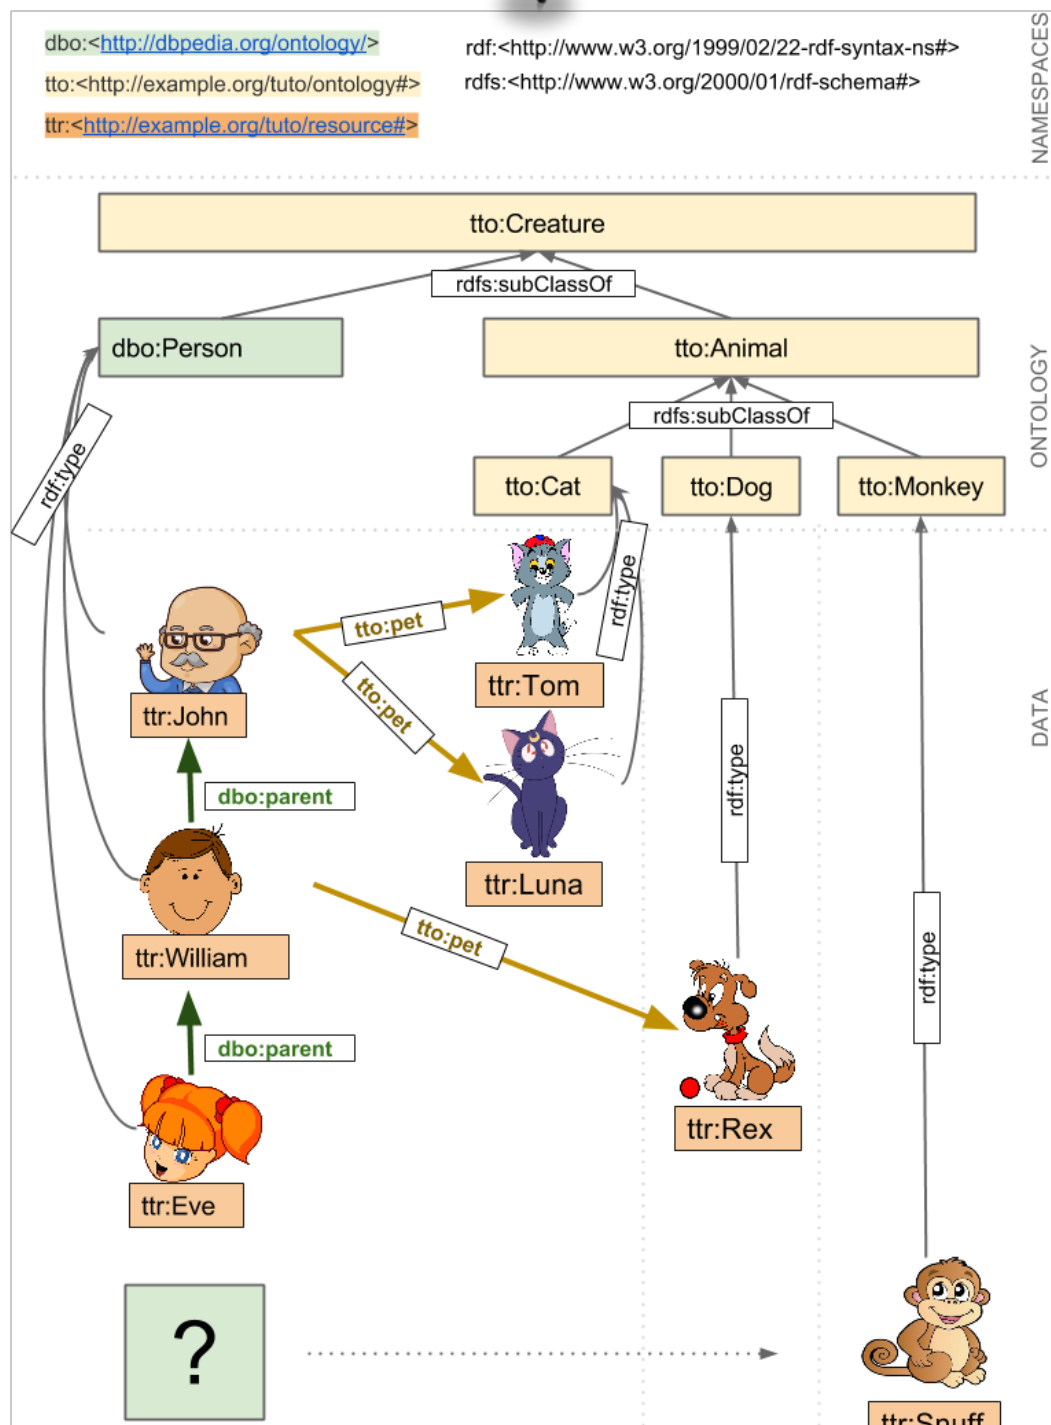 dbo:<http://dbpedia.org/ontology/>
rdf:<http://www.w3.org/1999/02/22-rdf-syntax-ns#>
tto:<http://example.org/tuto/ontology#>
rdfs:<http://www.w3.org/2000/01/rdf-schema#>
ttr:<http://example.org/tuto/resource#>
NAMESPACES
tto:Creature
rdfs:subClassOf
dbo:Person
tto:Animal
rdfs:subClassOf
ONTOLOGY
rdf:type
tto:Cat
tto:Dog
tto:Monkey
rdf:type
tto:pet
ttr:Tom
tto:pet
ttr:John
DATA
rdf:type
dbo:parent
ttr:Luna
tto:pet
ttr:William
rdf:type
dbo:parent
ttr:Rex
ttr:Eve
?
ttr:Snuff